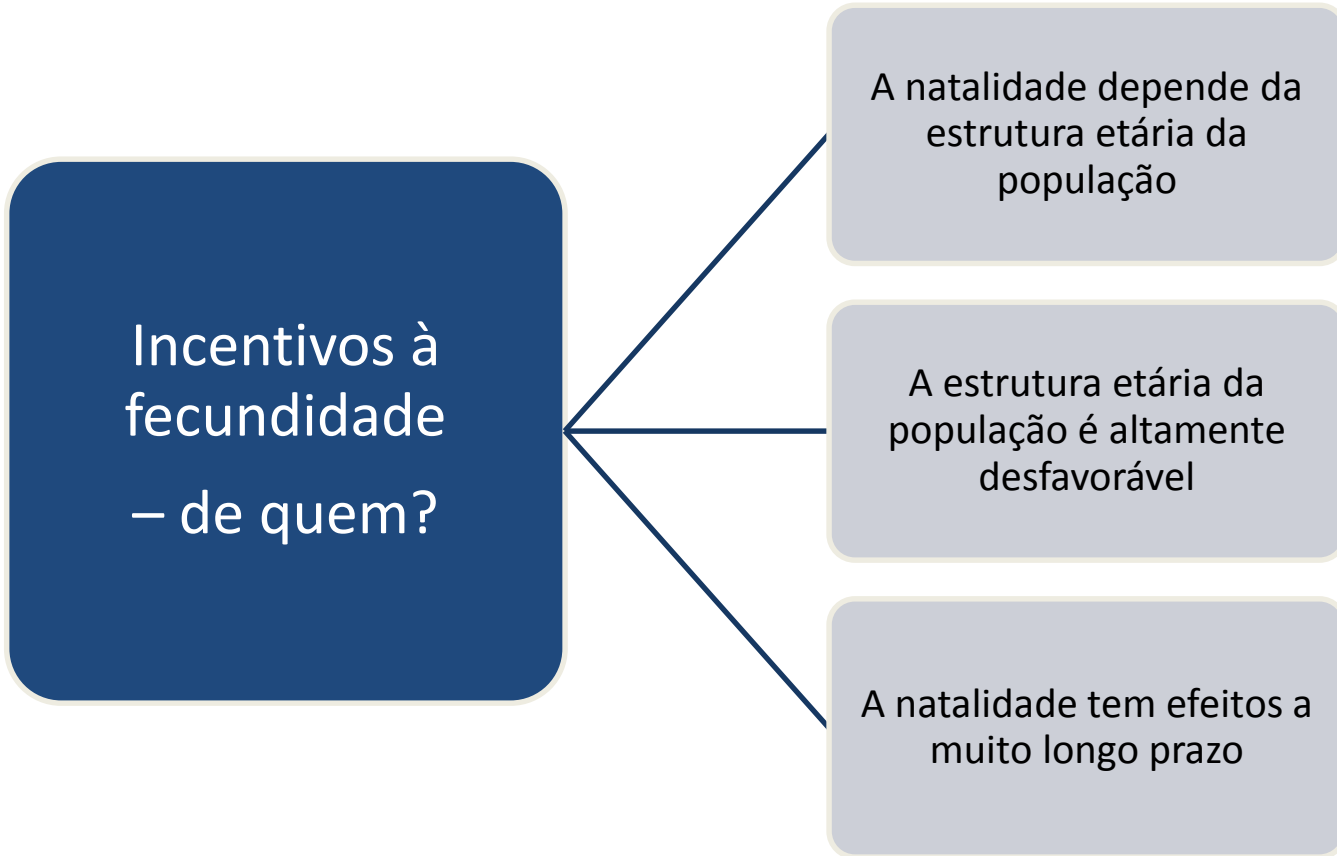 Incentivos à
fecundidade
– de quem?
A natalidade depende da
estrutura etária da
população
A estrutura etária da
população é altamente
desfavorável
A natalidade tem efeitos a
muito longo prazo